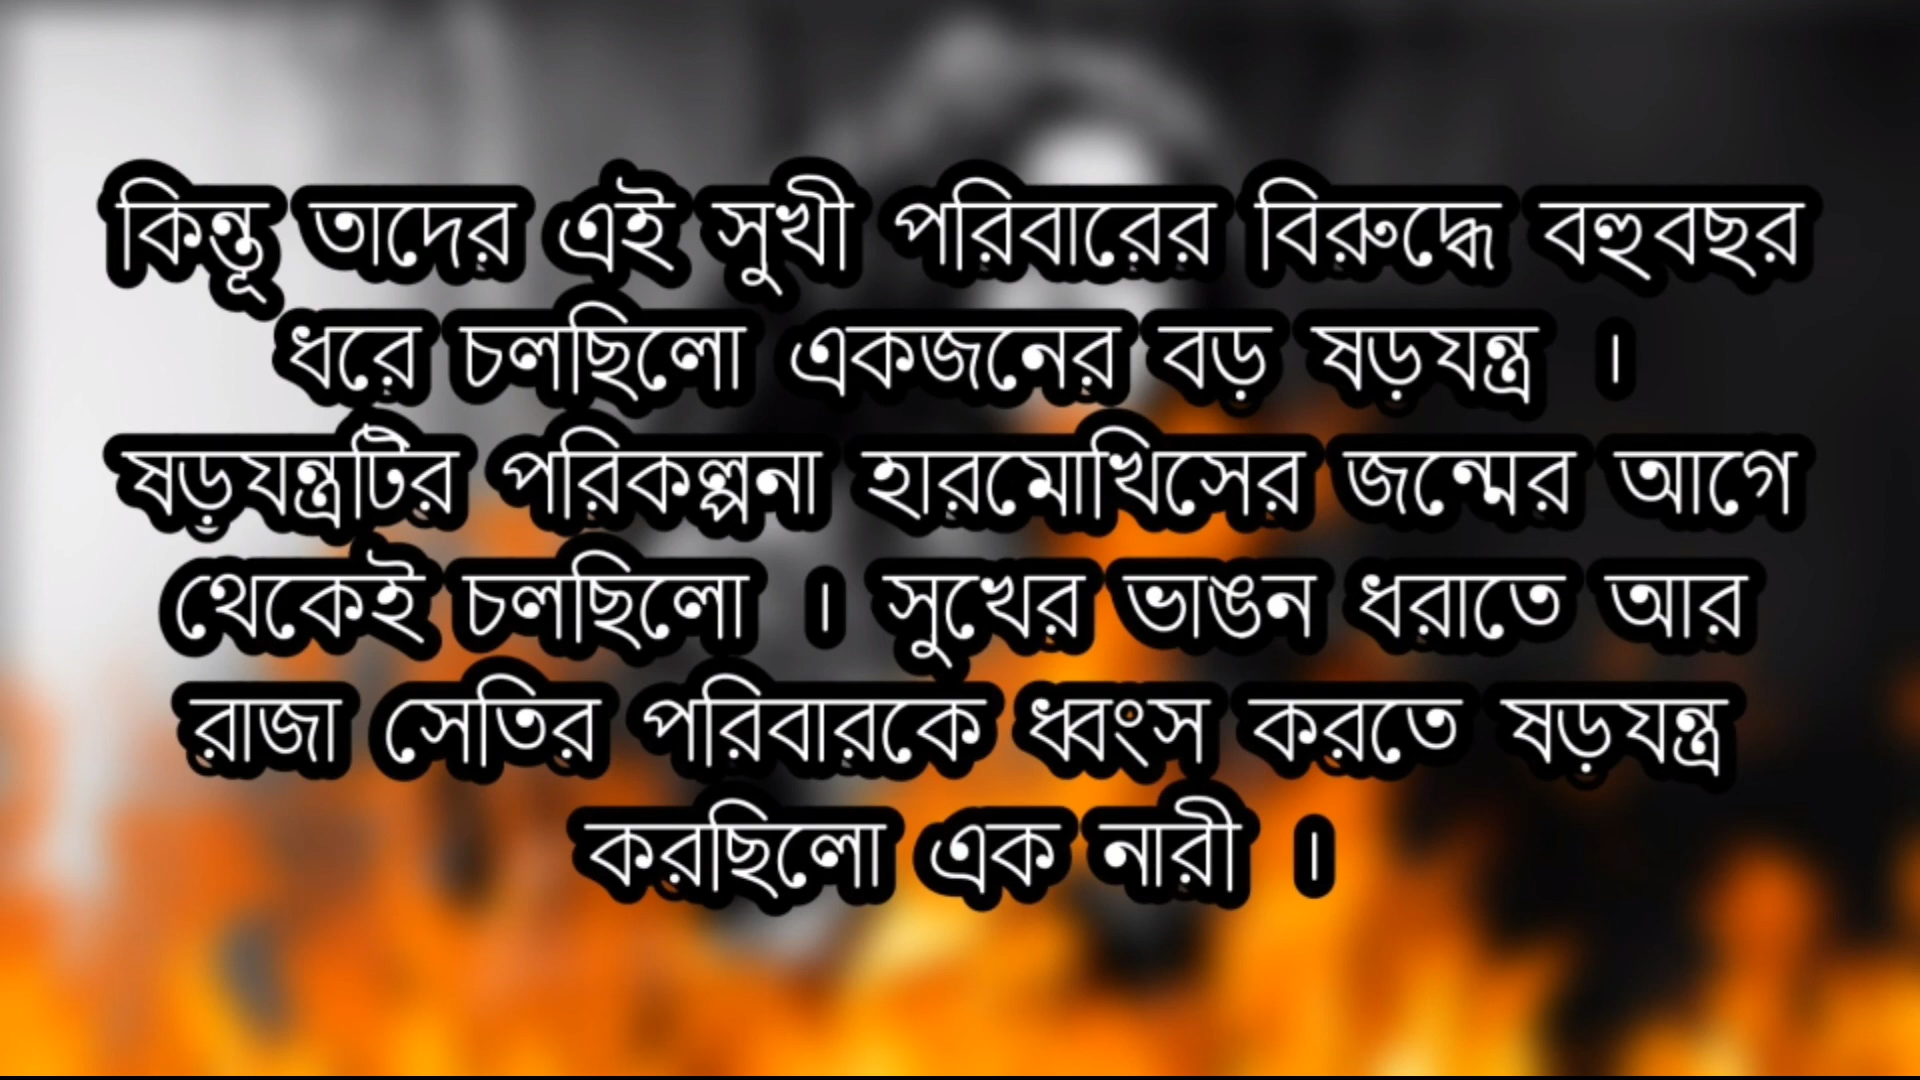 কিন্তূ তাদের এই সুখী পরিবারের বিরুদ্ধে বহুবছর
ধরে চলছিলো একজনের বড় ষড়যন্ত্র ।
ষড়যন্ত্রটির পরিকল্পনা হারমোখিসের জন্মের আগে
থেকেই চলছিলো । সুখের ভাঙন ধরাতে আর
রাজা সেতির পরিবারকে ধ্বংস করতে ষড়যন্ত্র
করছিলো এক নারী ।